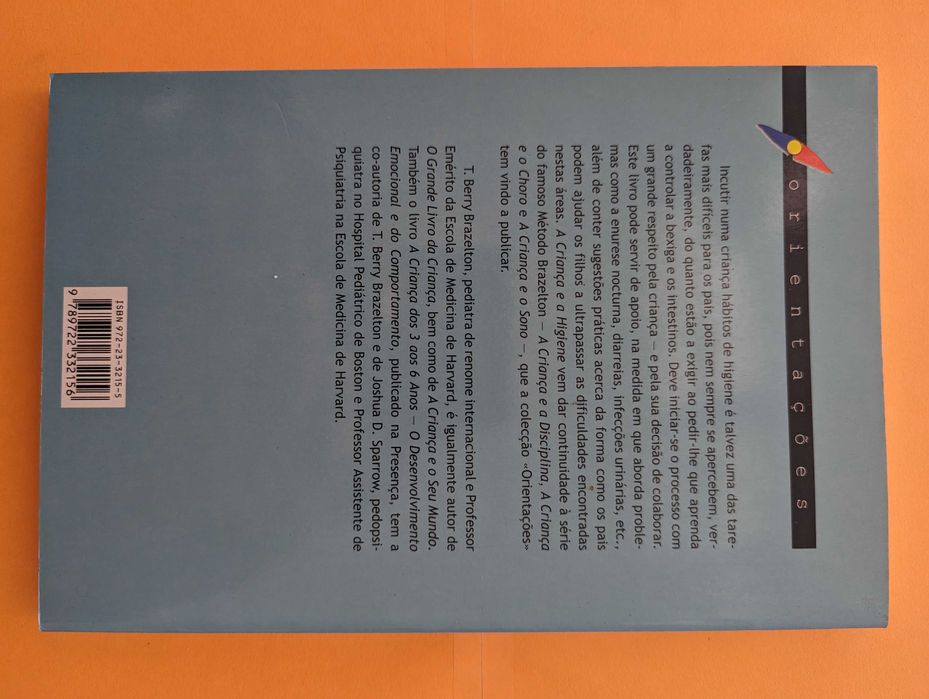 orientações
Incutir numa criança hábitos de higiene é talvez uma das tare-
fas mais difíceis para os pais, pois nem sempre se apercebem, ver-
dadeiramente, do quanto estão a exigir ao pedir-lhe que aprenda
a controlar a bexiga e os intestinos. Deve iniciar-se o processo com
um grande respeito pela criança — e pela sua decisão de colaborar.
Este livro pode servir de apoio, na medida em que aborda proble-
mas como a enurese nocturna, diarreias, infecções urinárias, etc.,
além de conter sugestões práticas acerca da forma como os pais
podem ajudar os filhos a ultrapassar as dificuldades encontradas
nestas áreas. A Criança e a Higiene vem dar continuidade à série
do famoso Método Brazelton — A Criança e a Disciplina, A Criança
e o Choro e A Criança e o Sono —, que a colecção «Orientações»
tem vindo a publicar.
T. Berry Brazelton, pediatra de renome internacional e Professor
Emérito da Escola de Medicina de Harvard, é igualmente autor de
O Grande Livro da Criança, bem como de A Criança e o Seu Mundo.
Também o livro A Criança dos 3 aos 6 Anos — O Desenvolvimento
Emocional e do Comportamento, publicado na Presença, tem a
co-autoria de T. Berry Brazelton e de Joshua D. Sparrow, pedopsi-
quiatra no Hospital Pediátrico de Boston e Professor Assistente de
Psiquiatria na Escola de Medicina de Harvard.
ISBN 972-23-3215-5
9 789722 332156